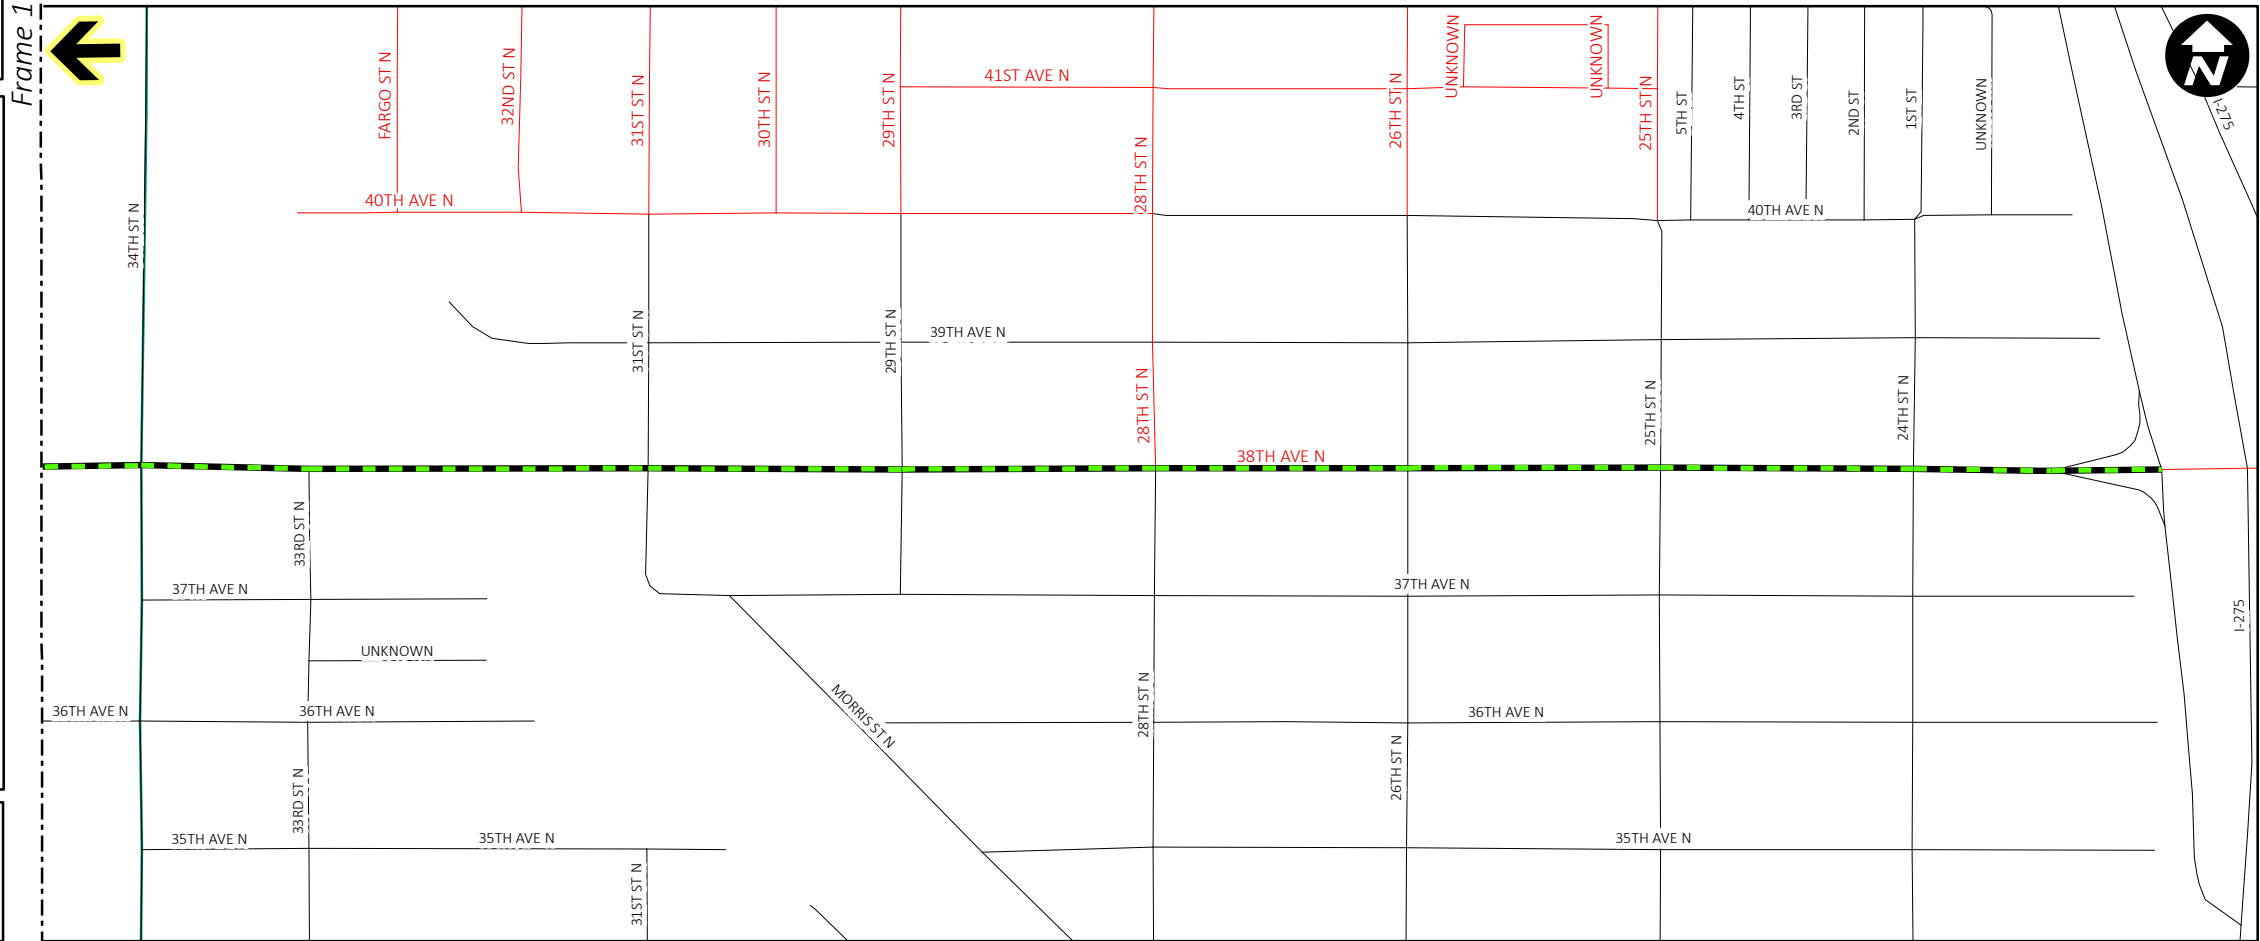 Frame 1
N
I-275
FARGO ST N
32ND ST N
31ST ST N
30TH ST N
29TH ST N
41ST AVE N
28TH ST N
26TH ST N
UNKNOWN
UNKNOWN
25TH ST N
5TH ST
4TH ST
3RD ST
2ND ST
1ST ST
UNKNOWN
34TH ST N
40TH AVE N
40TH AVE N
31ST ST N
29TH ST N
39TH AVE N
28TH ST N
25TH ST N
24TH ST N
38TH AVE N
33RD ST N
37TH AVE N
37TH AVE N
I-275
UNKNOWN
36TH AVE N
36TH AVE N
MORRIS ST N
28TH ST N
36TH AVE N
26TH ST N
33RD ST N
35TH AVE N
35TH AVE N
35TH AVE N
31ST ST N